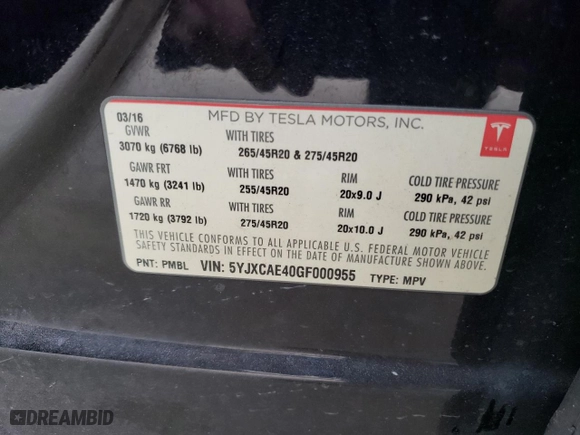 03/16
MFD BY TESLA MOTORS, INC.
TESLA
GVWR WITH TIRES
3070 kg (6768 lb) 265/45R20 & 275/45R20
GAWR FRT WITH TIRES RIM COLD TIRE PRESSURE
1470 kg (3241 lb) 255/45R20 20x9.0 J 290 kPa, 42 psi
GAWR RR WITH TIRES RIM COLD TIRE PRESSURE
1720 kg (3792 lb) 275/45R20 20x10.0 J 290 kPa, 42 psi
THIS VEHICLE CONFORMS TO ALL APPLICABLE U.S. FEDERAL MOTOR VEHICLE
SAFETY STANDARDS IN EFFECT ON THE DATE OF MANUFACTURE SHOWN ABOVE.
PNT: PMBL VIN: 5YJXCAE40GF000955 TYPE: MPV
DREAMBID